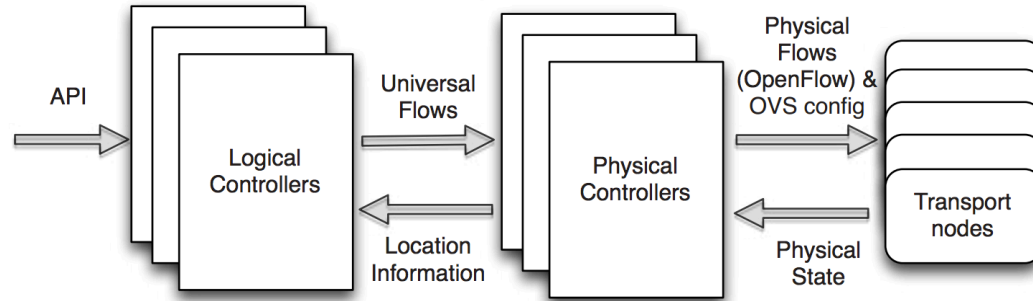 API
Logical
Controllers
Universal
Flows
Location
Information
Physical
Controllers
Physical
Flows
(OpenFlow) &
OVS config
Physical
State
Transport
nodes